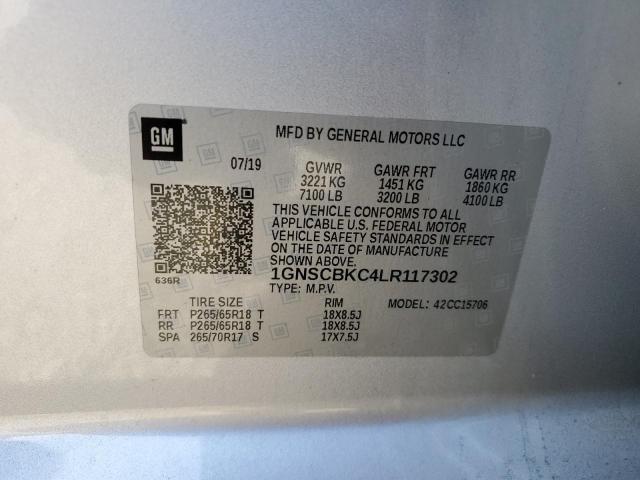 GM
MFD BY GENERAL MOTORS LLC
07/19 GVWR GAWR FRT GAWR RR
3221 KG 1451 KG 1860 KG
7100 LB 3200 LB 4100 LB
THIS VEHICLE CONFORMS TO ALL
APPLICABLE U.S. FEDERAL MOTOR
VEHICLE SAFETY STANDARDS IN EFFECT
ON THE DATE OF MANUFACTURE
SHOWN ABOVE.
636R 1GNSCBKC4LR117302
TYPE: M.P.V. MODEL: 42CC15706
TIRE SIZE RIM
FRT P265/65R18 T 18X8.5J
RR P265/65R18 T 18X8.5J
SPA 265/70R17 S 17X7.5J